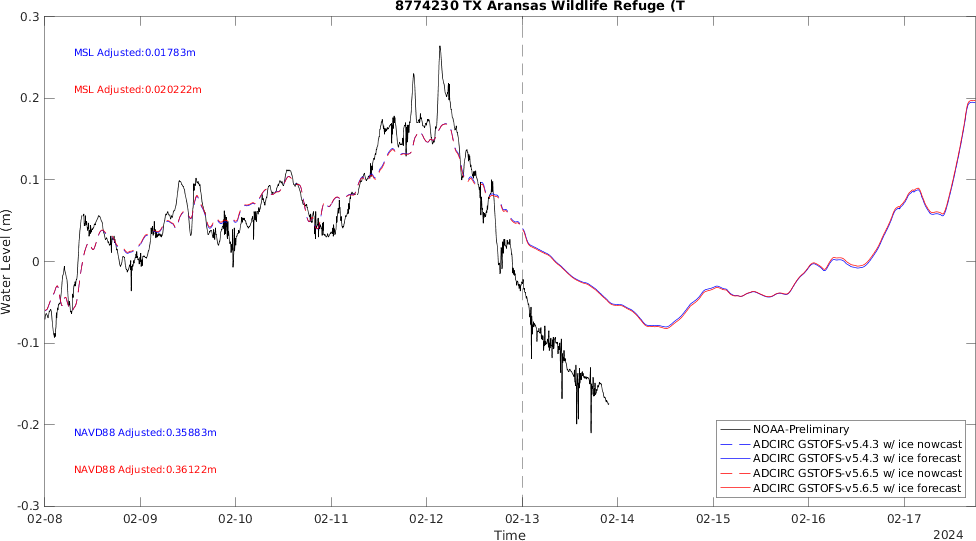 8774230 TX Aransas Wildlife Refuge (T
0.3
0.2
0.1
0
-0.1
-0.2
-0.3
Water Level (m)
MSL Adjusted:0.01783m
MSL Adjusted:0.020222m
NAVD88 Adjusted:0.35883m
NAVD88 Adjusted:0.36122m
NOAA-Preliminary
ADCIRC GSTOFS-v5.4.3 w/ ice nowcast
ADCIRC GSTOFS-v5.4.3 w/ ice forecast
ADCIRC GSTOFS-v5.6.5 w/ ice nowcast
ADCIRC GSTOFS-v5.6.5 w/ ice forecast
02-08 02-09 02-10 02-11 02-12 02-13 02-14 02-15 02-16 02-17
Time
2024